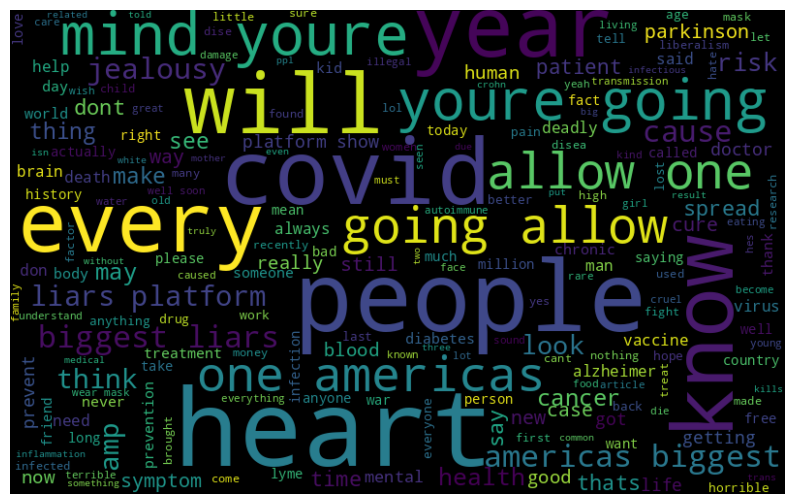 love
care
related
told
little
sure
dise
damage
ppl
age
mask
living
tell
let
liberalism
parkinson
mind youre
year
illegal
infectious
hate
help
jealousy
kid
human
patient
said
risk
day
wish
child
will
crohn
yeah
transmission
world
dont
great
found
lol
youre going
fact
big
thing
right
see
platform show
today
pain
deadly
cause
isn
actually
white
mother
way
women
due
disea
kind
called
doctor
brain
death
make
many
even
seen
covid
allow one
lost
history
well soon
must
better
put
result
water
old
mean
autoimmune
high
girl
spread
research
eating
every
truly
always
going allow
cure
hes
thank
factor
recently
two
don
may
please
bad
much
face
chronic
man
saying
know
body
without
caused
really
someone
still
million
rare
used
become
family
liars platform
people
yes
cruel
fight
virus
understand
anything
drug
work
last
diabetes
vaccine
well
young
biggest liars
known
sound
look
cant
nothing
hope
country
medical
treatment
money
blood
three
lot
alzheimer
prevent
think
take
infection
one americas
food
article
treat
kills
wear mask
everything
anyone
war
person
cancer
back
made
never
heart
die
friend
need
amp
prevention
brought
everyone
say
new
case
got
free
long
first
common
want
getting
inflammation
now
infected
symptom
lyme
time
mental
health
good
thats
life
americas biggest
terrible
something
come
horrible
trans